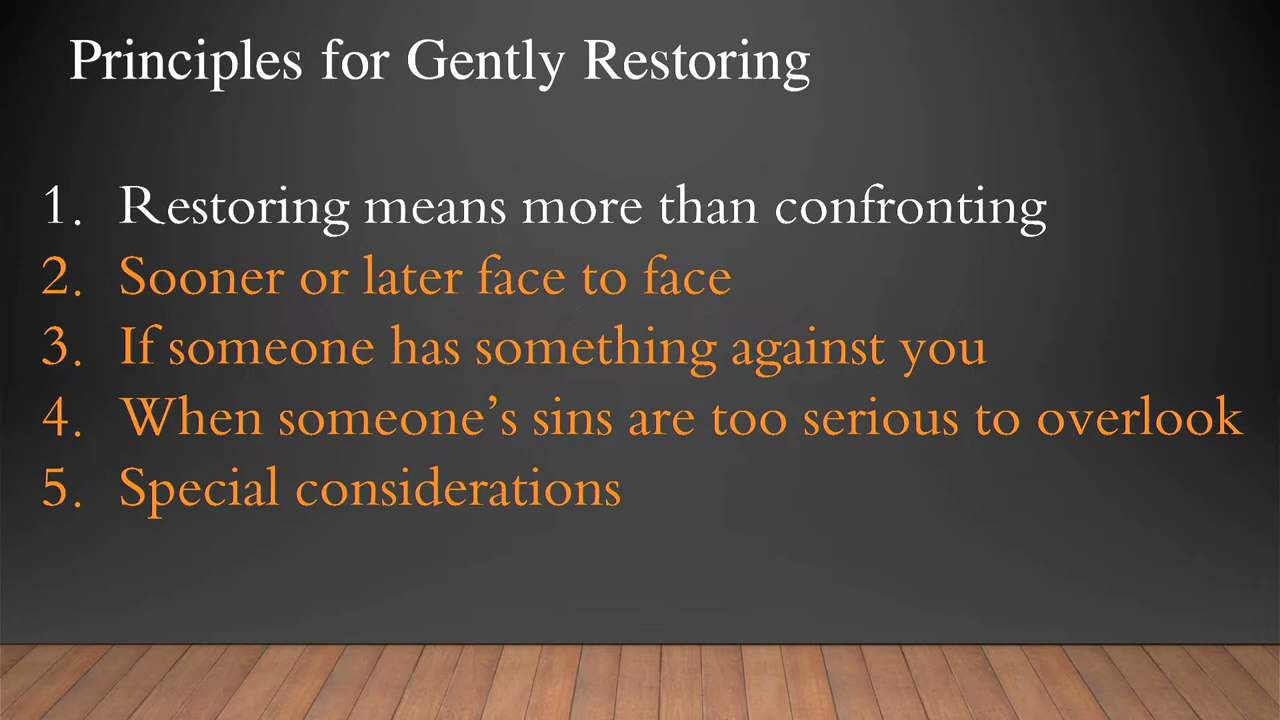 Principles for Gently Restoring
1. Restoring means more than confronting
2. Sooner or later face to face
3. If someone has something against you
4. When someone’s sins are too serious to overlook
5. Special considerations